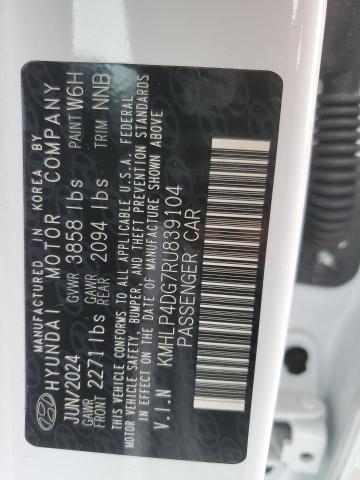 MANUFACTURED IN KOREA BY
HYUNDAI MOTOR COMPANY
JUN/2024 GVWR 3858 lbs PAINT W6H
GAWR FRONT 2271lbs GAWR REAR 2094 lbs TRIM NNB
THIS VEHICLE CONFORMS TO ALL APPLICABLE U.S.A. FEDERAL
MOTOR VEHICLE SAFETY, BUMPER, AND THEFT PREVENTION STANDARDS
IN EFFECT ON THE DATE OF MANUFACTURE SHOWN ABOVE
V.I.N KMHLP4DG7RU839104
PASSENGER CAR